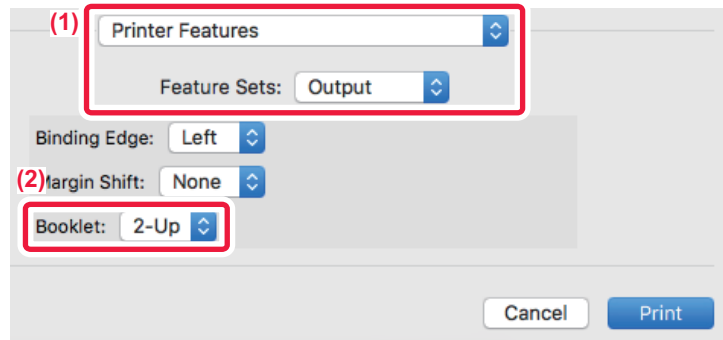 (1) Printer Features
Feature Sets: Output
Binding Edge: Left
(2) Margin Shift: None
Booklet: 2-Up
Cancel Print